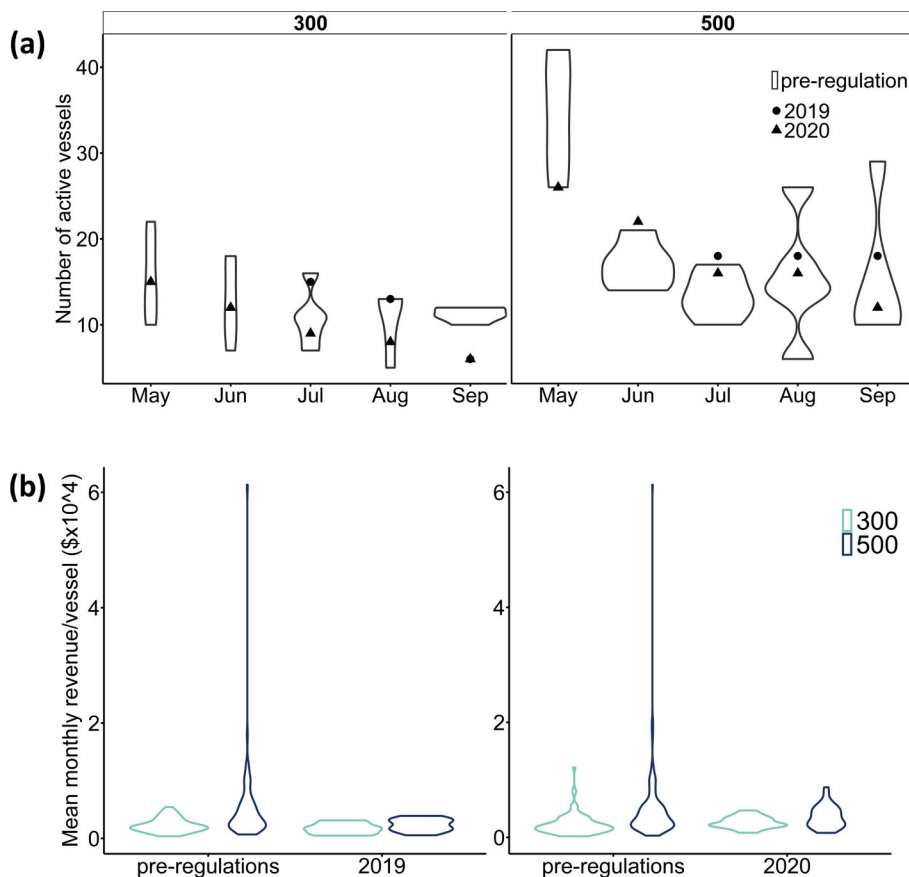 (a)
300
500
Number of active vessels
40
30
20
10
pre-regulation
2019
2020
May Jun Jul Aug Sep
May Jun Jul Aug Sep
(b)
Mean monthly revenue/vessel ($x10^4)
6
4
2
0
pre-regulations 2019
6
4
2
0
300
500
pre-regulations 2020